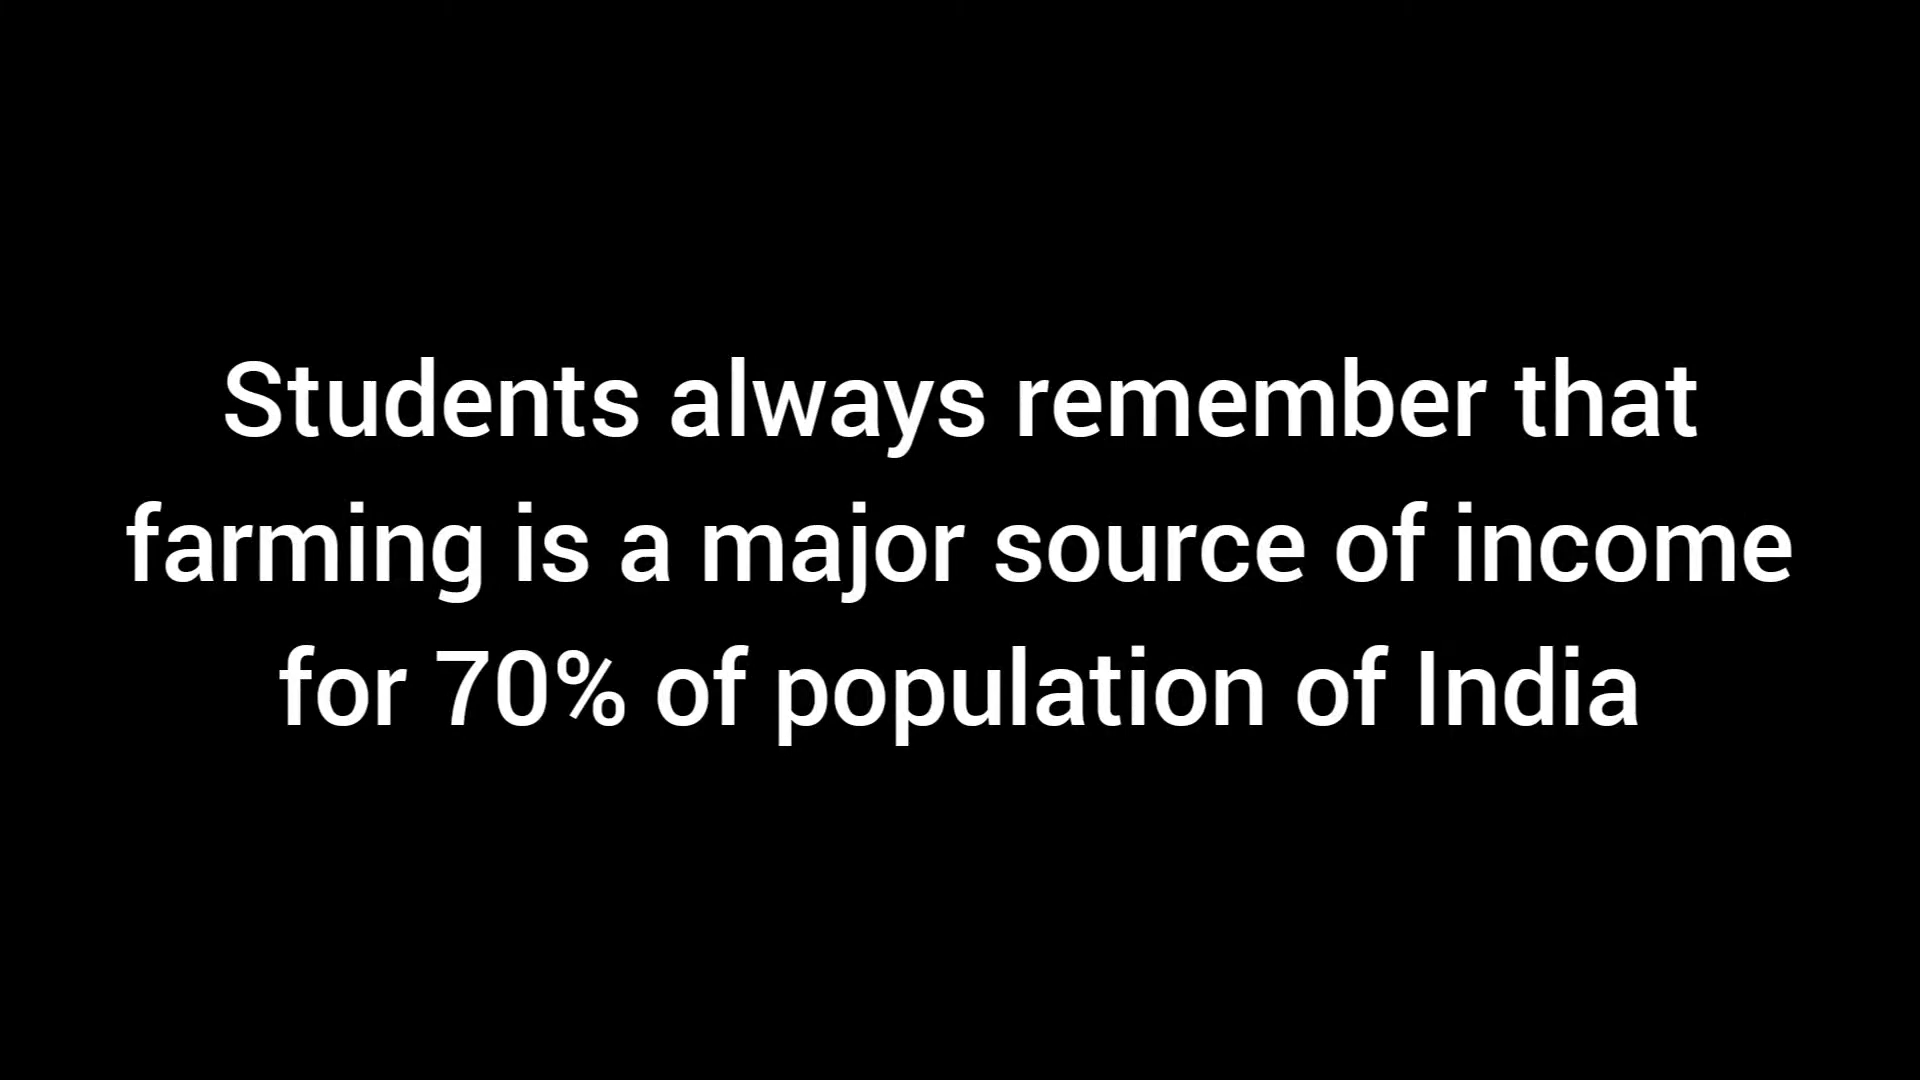 Students always remember that
farming is a major source of income
for 70% of population of India